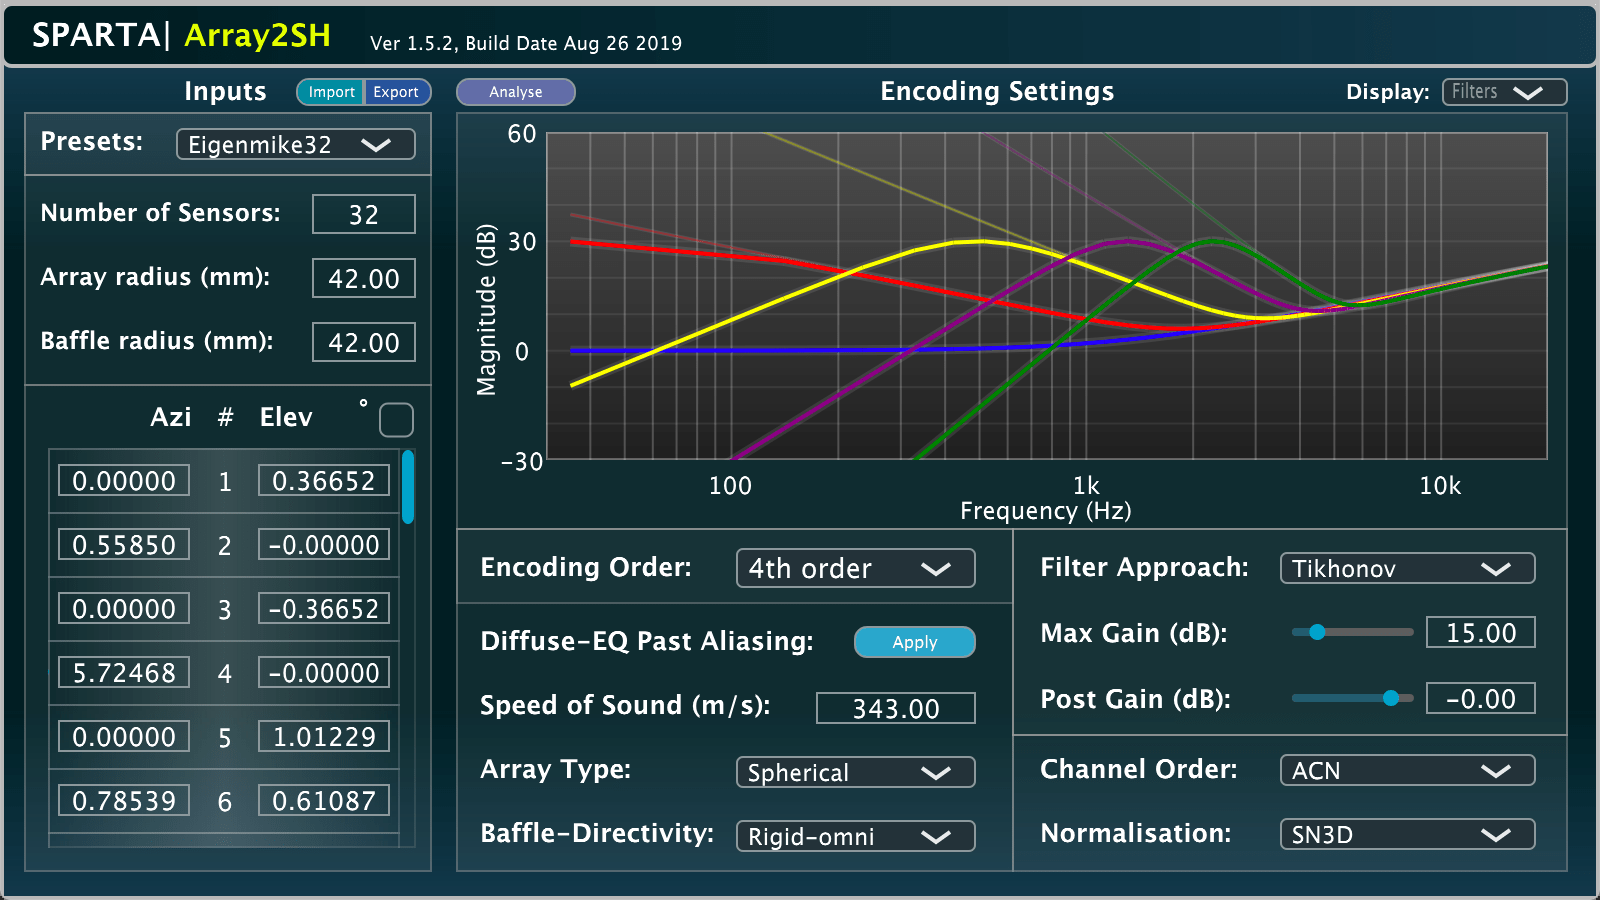 SPARTA| Array2SH Ver 1.5.2, Build Date Aug 26 2019
Inputs Import Export
Presets: Eigenmike32
Number of Sensors: 32
Array radius (mm): 42.00
Baffle radius (mm): 42.00
Azi # Elev °
0.00000 1 0.36652
0.55850 2 -0.00000
0.00000 3 -0.36652
5.72468 4 -0.00000
0.00000 5 1.01229
0.78539 6 0.61087
Analyse Encoding Settings Display: Filters
Magnitude (dB)
60
30
0
-30
100 1k 10k
Frequency (Hz)
Encoding Order: 4th order
Diffuse-EQ Past Aliasing: Apply
Speed of Sound (m/s): 343.00
Array Type: Spherical
Baffle-Directivity: Rigid-omni
Filter Approach: Tikhonov
Max Gain (dB): 15.00
Post Gain (dB): -0.00
Channel Order: ACN
Normalisation: SN3D